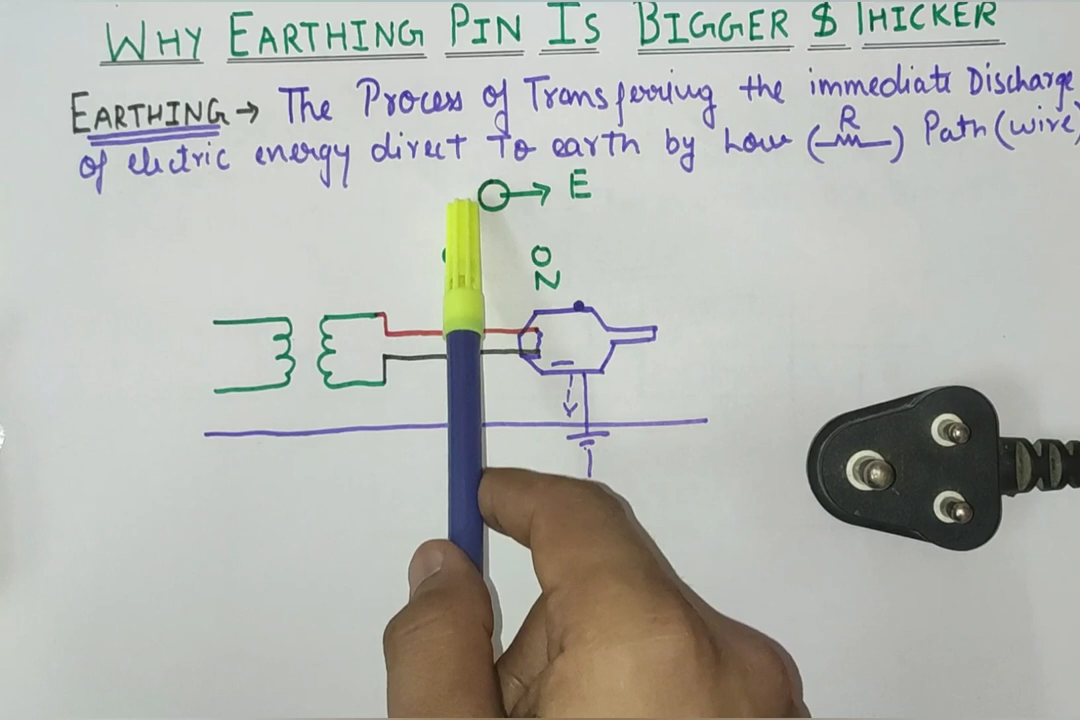 WHY EARTHING PIN IS BIGGER $ THICKER
EARTHING → The Process of Transferring the immediate Discharge
of electric energy direct To earth by Low (R) Path (wire)
E
N